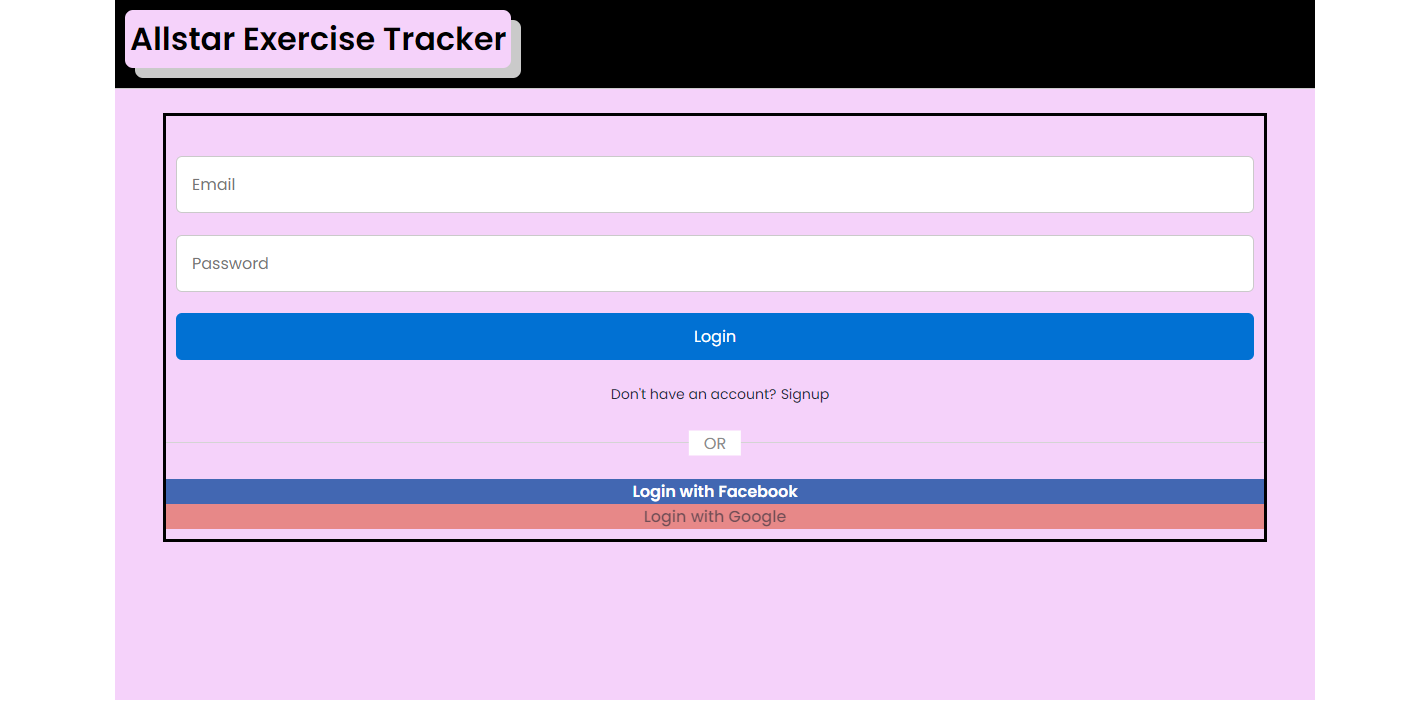 Allstar Exercise Tracker
Email
Password
Login
Don't have an account? Signup
OR
Login with Facebook
Login with Google